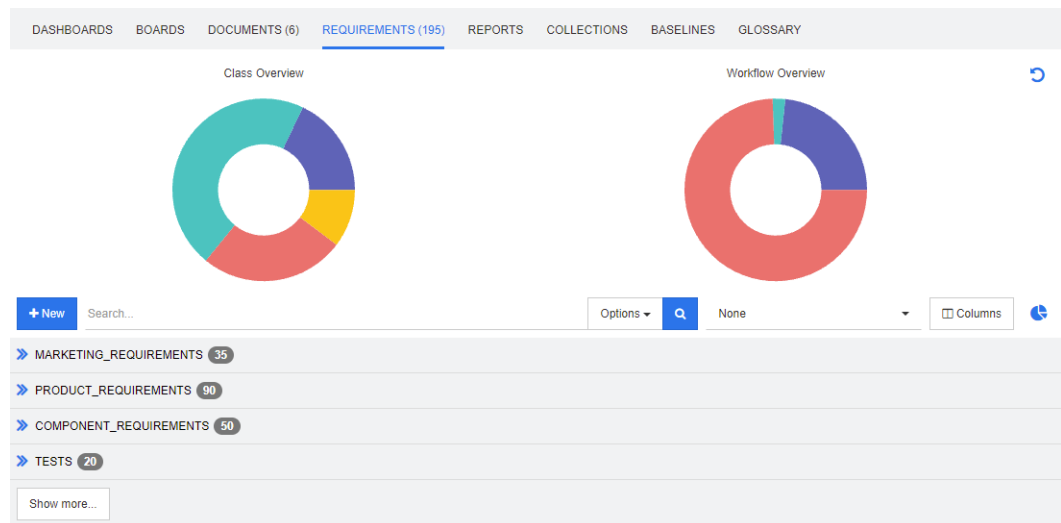 DASHBOARDS BOARDS DOCUMENTS (6) REQUIREMENTS (195) REPORTS COLLECTIONS BASELINES GLOSSARY
Class Overview
Workflow Overview
New Search... Options None Columns
MARKETING_REQUIREMENTS 35
PRODUCT_REQUIREMENTS 90
COMPONENT_REQUIREMENTS 50
TESTS 20
Show more...